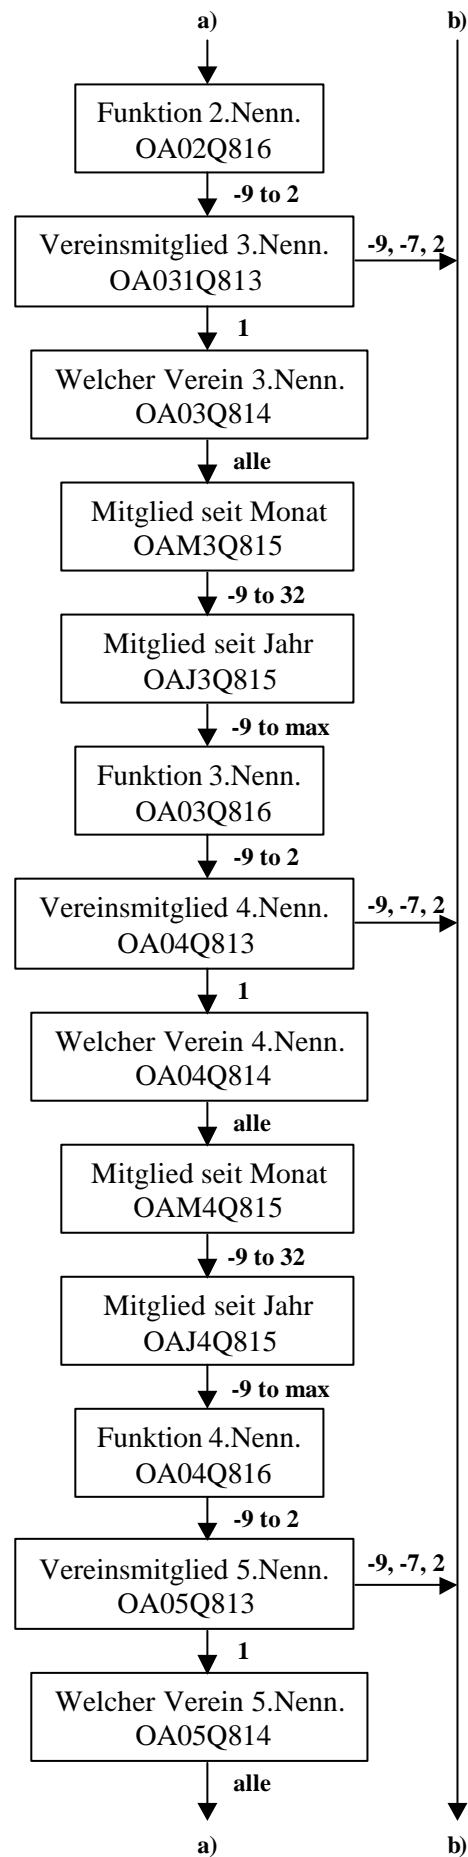 a) b)
Funktion 2.Nenn.
OA02Q816
-9 to 2
Vereinsmitglied 3.Nenn.
OA031Q813
-9, -7, 2
1
Welcher Verein 3.Nenn.
OA03Q814
alle
Mitglied seit Monat
OAM3Q815
-9 to 32
Mitglied seit Jahr
OAJ3Q815
-9 to max
Funktion 3.Nenn.
OA03Q816
-9 to 2
Vereinsmitglied 4.Nenn.
OA04Q813
-9, -7, 2
1
Welcher Verein 4.Nenn.
OA04Q814
alle
Mitglied seit Monat
OAM4Q815
-9 to 32
Mitglied seit Jahr
OAJ4Q815
-9 to max
Funktion 4.Nenn.
OA04Q816
-9 to 2
Vereinsmitglied 5.Nenn.
OA05Q813
-9, -7, 2
1
Welcher Verein 5.Nenn.
OA05Q814
alle
a) b)